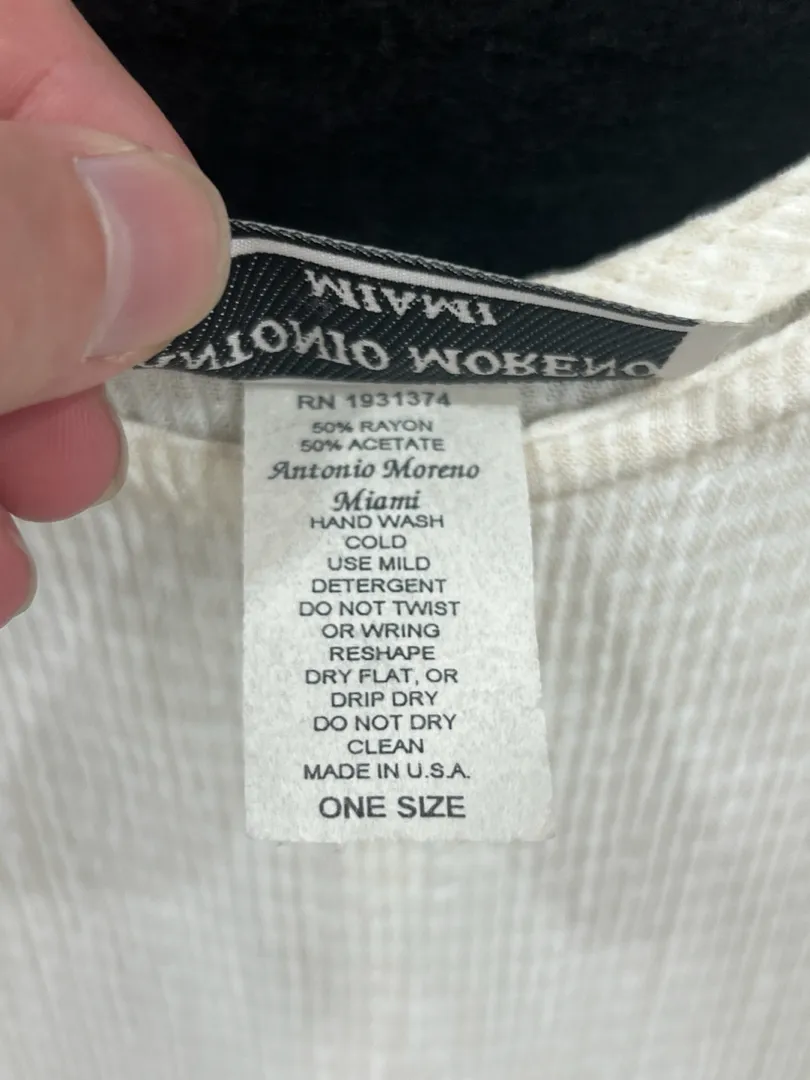 MIAMI
ANTONIO MORENO
RN 1931374
50% RAYON
50% ACETATE
Antonio Moreno
Miami
HAND WASH
COLD
USE MILD
DETERGENT
DO NOT TWIST
OR WRING
RESHAPE
DRY FLAT, OR
DRIP DRY
DO NOT DRY
CLEAN
MADE IN U.S.A.
ONE SIZE